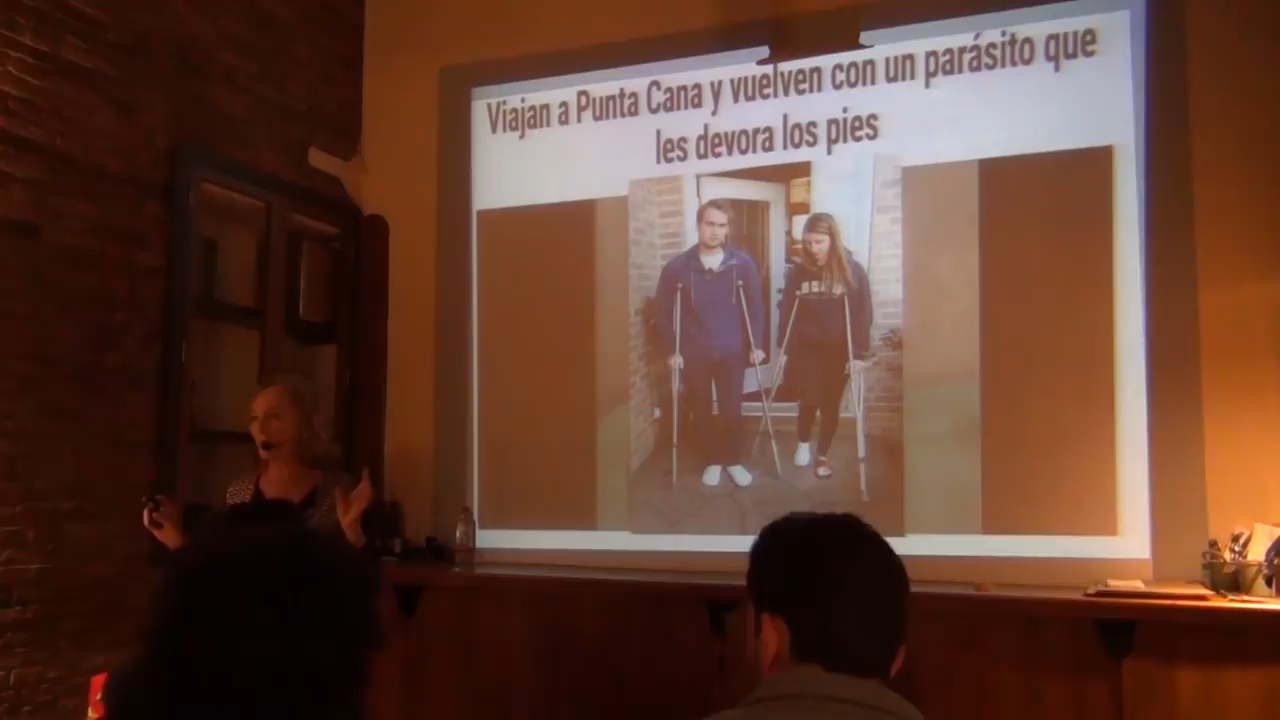 Viajan a Punta Cana y vuelven con un parásito que
les devora los pies